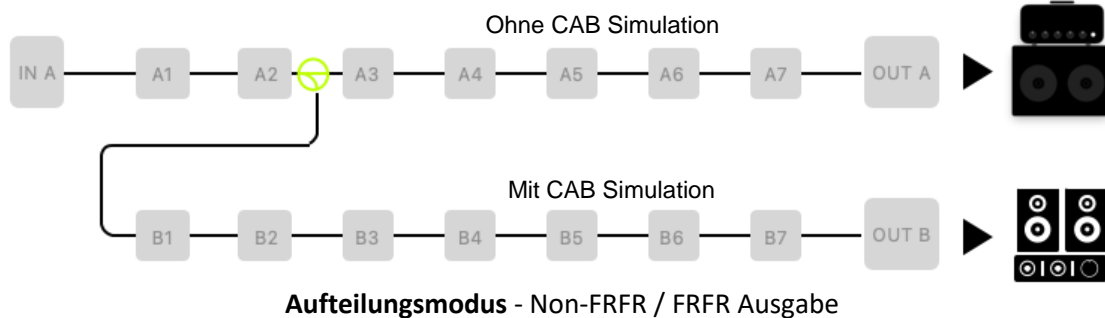 Ohne CAB Simulation
IN A A1 A2 A3 A4 A5 A6 A7 OUT A
Mit CAB Simulation
B1 B2 B3 B4 B5 B6 B7 OUT B
Aufteilungsmodus - Non-FRFR / FRFR Ausgabe